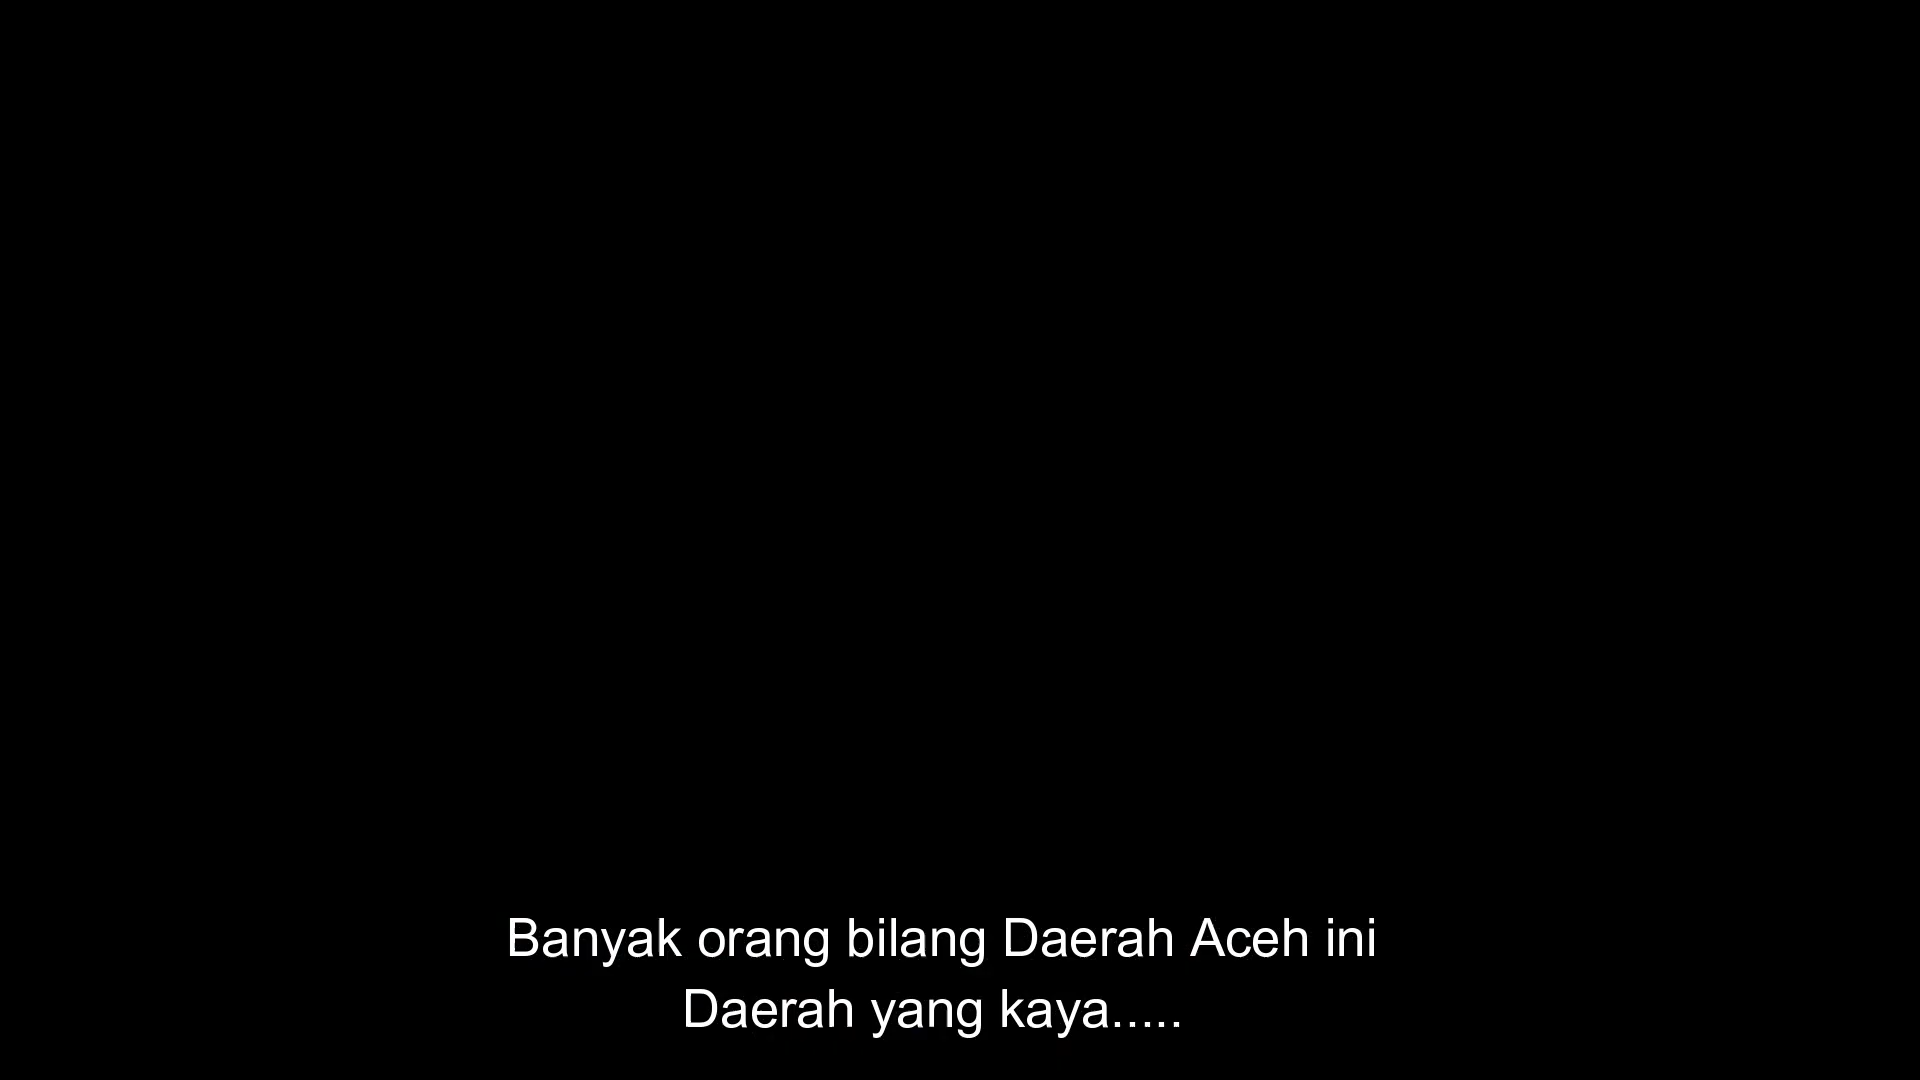 Banyak orang bilang Daerah Aceh ini
Daerah yang kaya.....